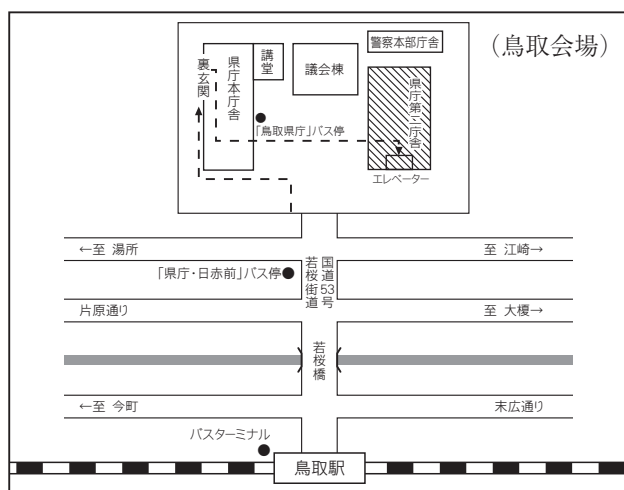 (鳥取会場)
警察本部庁舎
講堂
議会棟
県庁本庁舎
裏玄関
県庁第二庁舎
「鳥取県庁」バス停
エレベーター
←至 湯所
至 江崎→
「県庁・日赤前」バス停
国道53号
若桜街道
片原通り
至 大榎→
若桜橋
←至 今町
末広通り
バスターミナル
鳥取駅